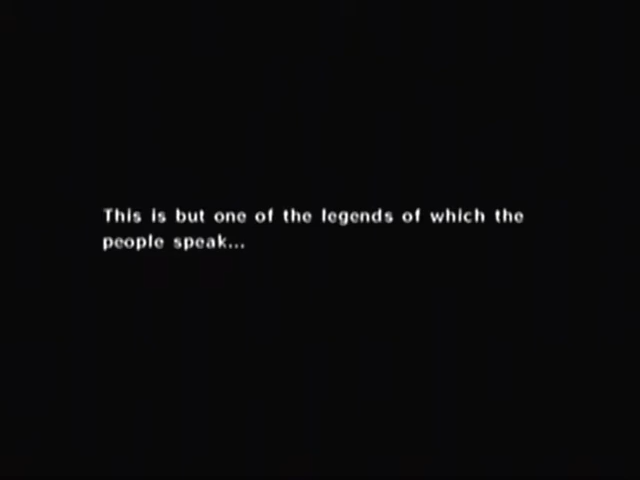 This is but one of the legends of which the
people speak...